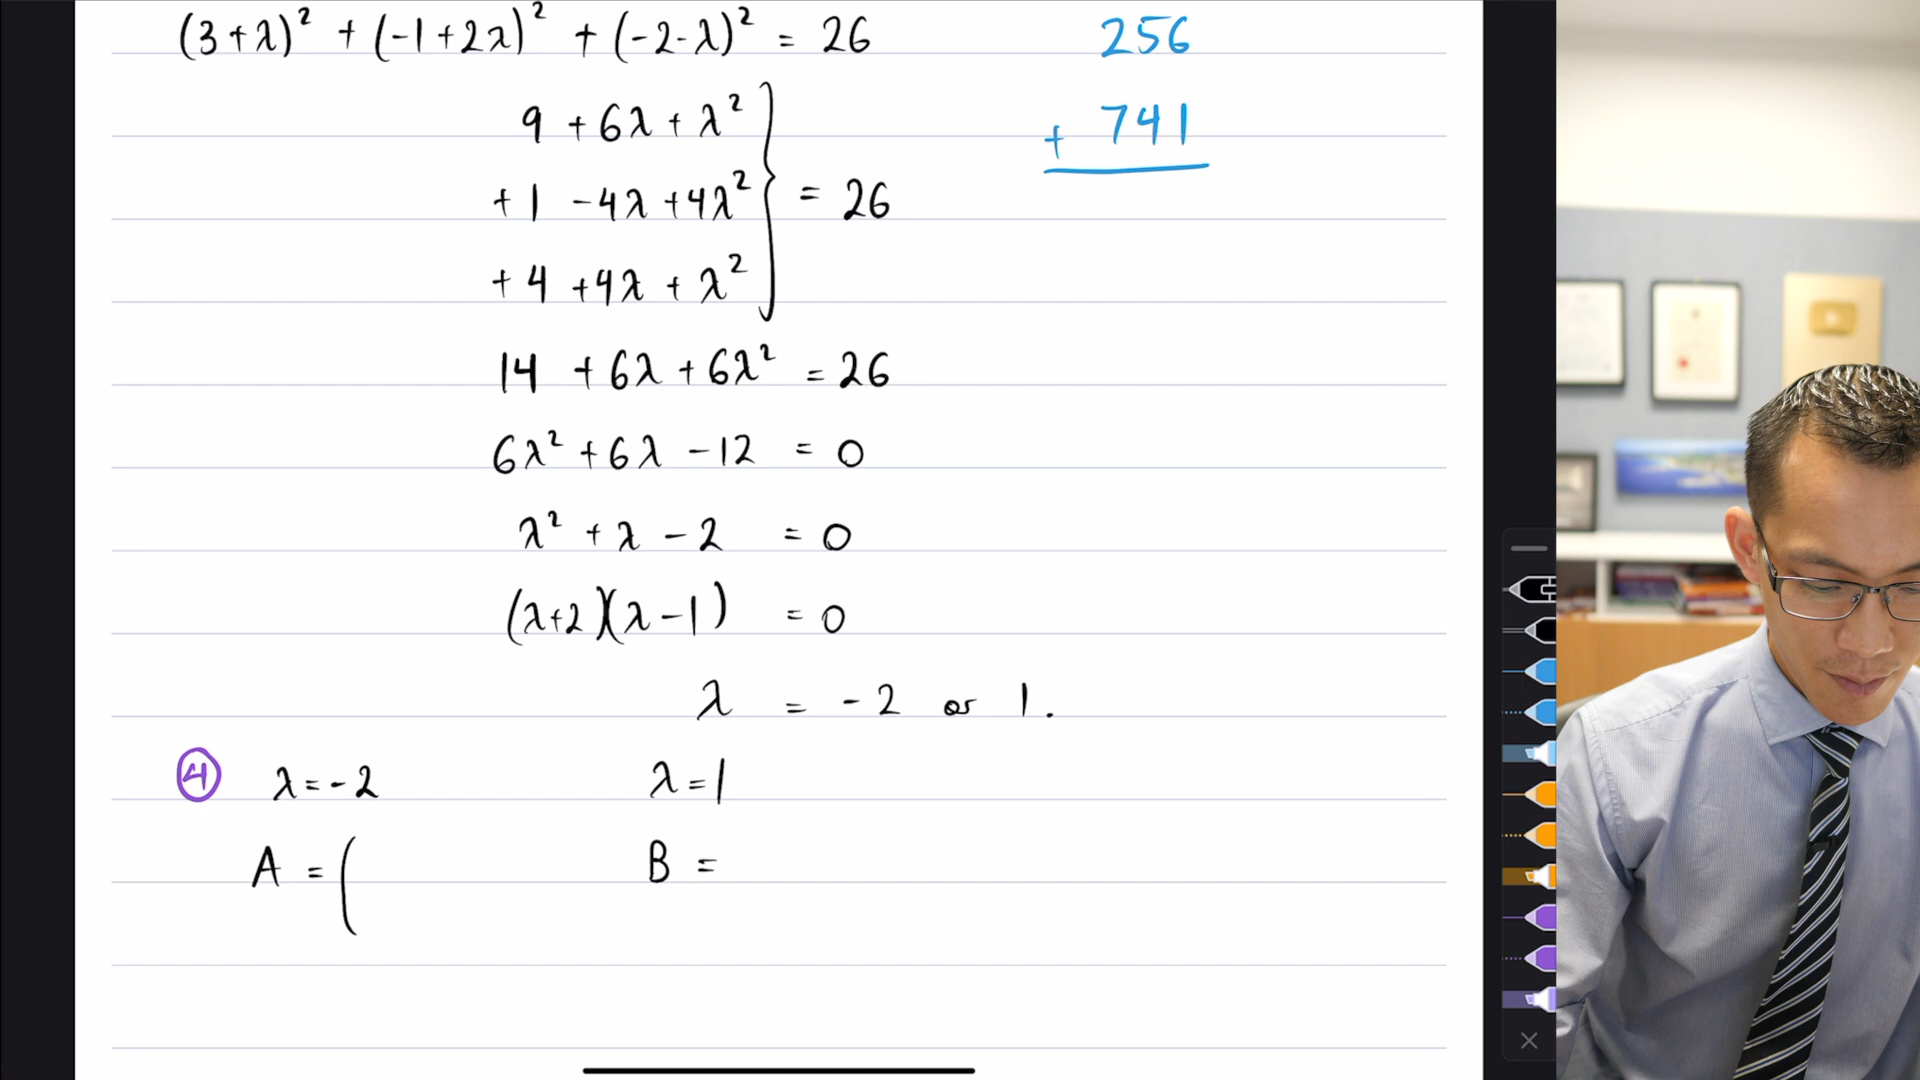 (3+λ)² + (-1+2λ)² + (-2-λ)² = 26
9 + 6λ + λ²
+ 1 - 4λ + 4λ² = 26
+ 4 + 4λ + λ²
14 + 6λ + 6λ² = 26
6λ² + 6λ - 12 = 0
λ² + λ - 2 = 0
(λ+2)(λ-1) = 0
λ = -2 or 1.
④ λ = -2 λ = 1
A = ( B =
256
+ 741